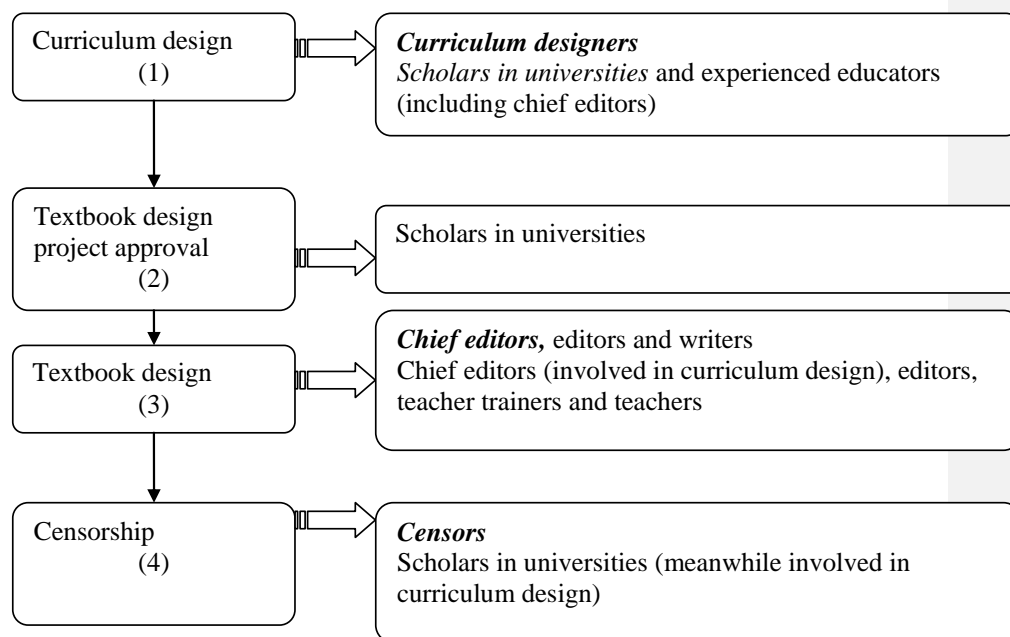 Curriculum design
(1)
Curriculum designers
Scholars in universities and experienced educators
(including chief editors)
Textbook design
project approval
(2)
Scholars in universities
Textbook design
(3)
Chief editors, editors and writers
Chief editors (involved in curriculum design), editors,
teacher trainers and teachers
Censorship
(4)
Censors
Scholars in universities (meanwhile involved in
curriculum design)